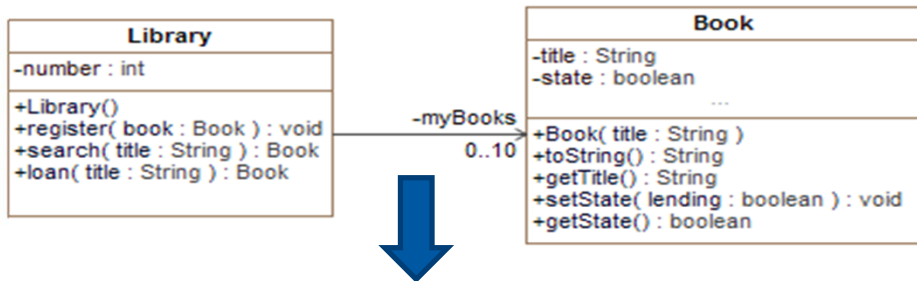 Library
-number : int
+Library()
+register( book : Book ) : void
+search( title : String ) : Book
+loan( title : String ) : Book
-myBooks
0..10
Book
-title : String
-state : boolean
...
+Book( title : String )
+toString() : String
+getTitle() : String
+setState( lending : boolean ) : void
+getState() : boolean